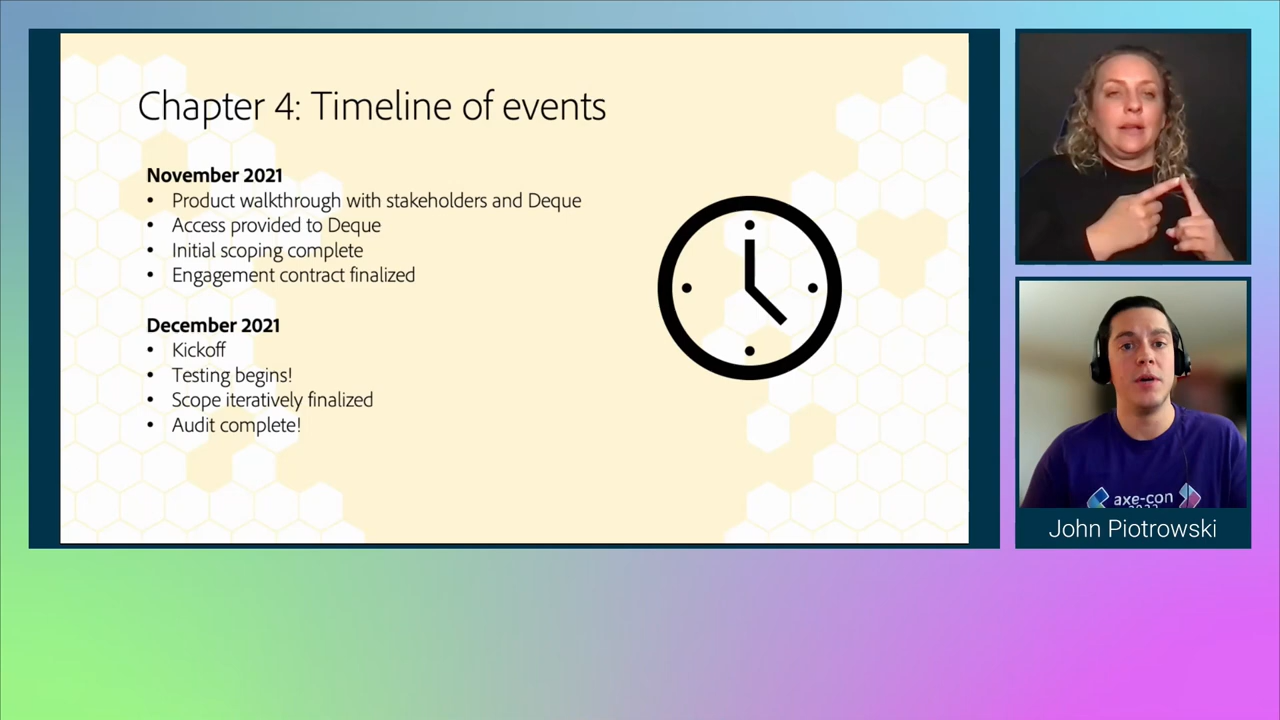 Chapter 4: Timeline of events
November 2021
• Product walkthrough with stakeholders and Deque
• Access provided to Deque
• Initial scoping complete
• Engagement contract finalized
December 2021
• Kickoff
• Testing begins!
• Scope iteratively finalized
• Audit complete!
axe-con
John Piotrowski